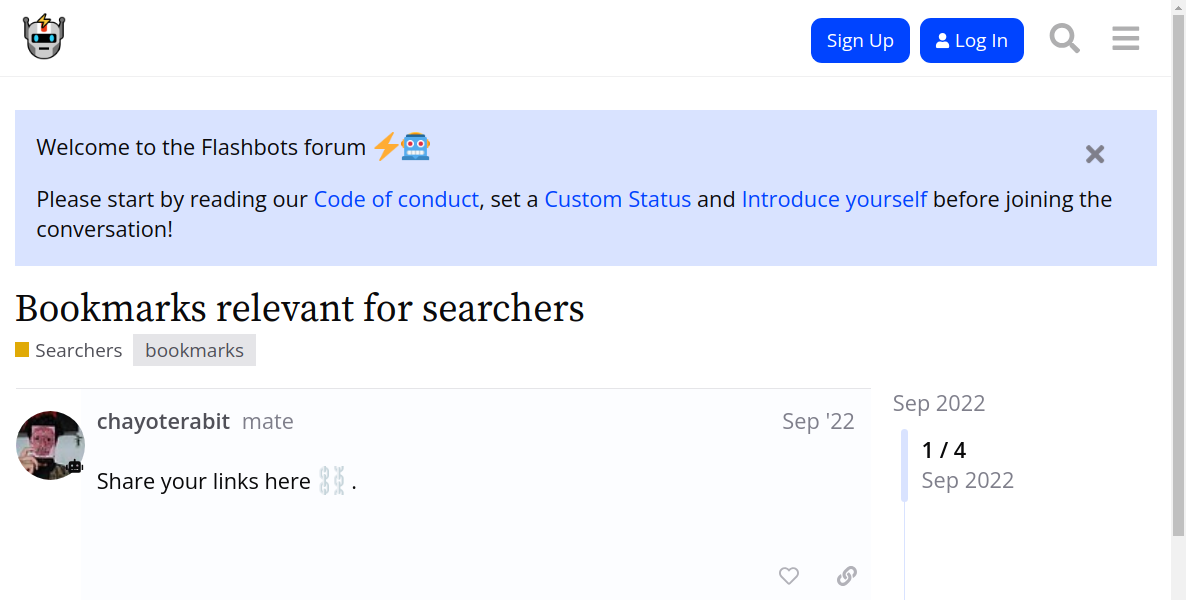 Sign Up
Log In
Welcome to the Flashbots forum
Please start by reading our Code of conduct, set a Custom Status and Introduce yourself before joining the
conversation!
Bookmarks relevant for searchers
Searchers
bookmarks
chayoterabit mate
Sep '22
Share your links here ⛓️⛓️ .
Sep 2022
1 / 4
Sep 2022